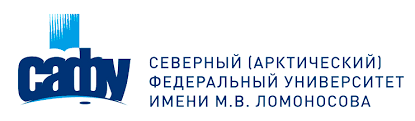 сафу
СЕВЕРНЫЙ (АРКТИЧЕСКИЙ)
ФЕДЕРАЛЬНЫЙ УНИВЕРСИТЕТ
ИМЕНИ М.В. ЛОМОНОСОВА